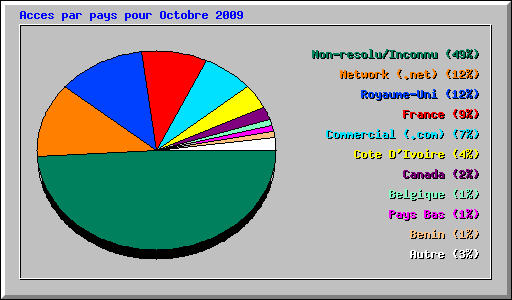 Acces par pays pour Octobre 2009
Non-resolu/Inconnu (49%)
Network (.net) (12%)
Royaume-Uni (12%)
France (9%)
Commercial (.com) (7%)
Cote D'Ivoire (4%)
Canada (2%)
Belgique (1%)
Pays Bas (1%)
Benin (1%)
Autre (3%)